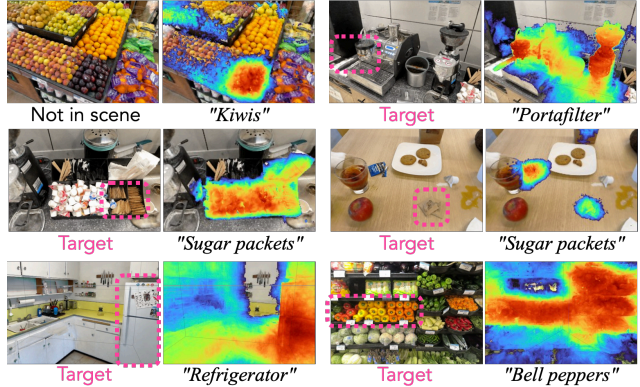 Not in scene
"Kiwis"
Target
"Portafilter"
Target
"Sugar packets"
Target
"Sugar packets"
Target
"Refrigerator"
Target
"Bell peppers"